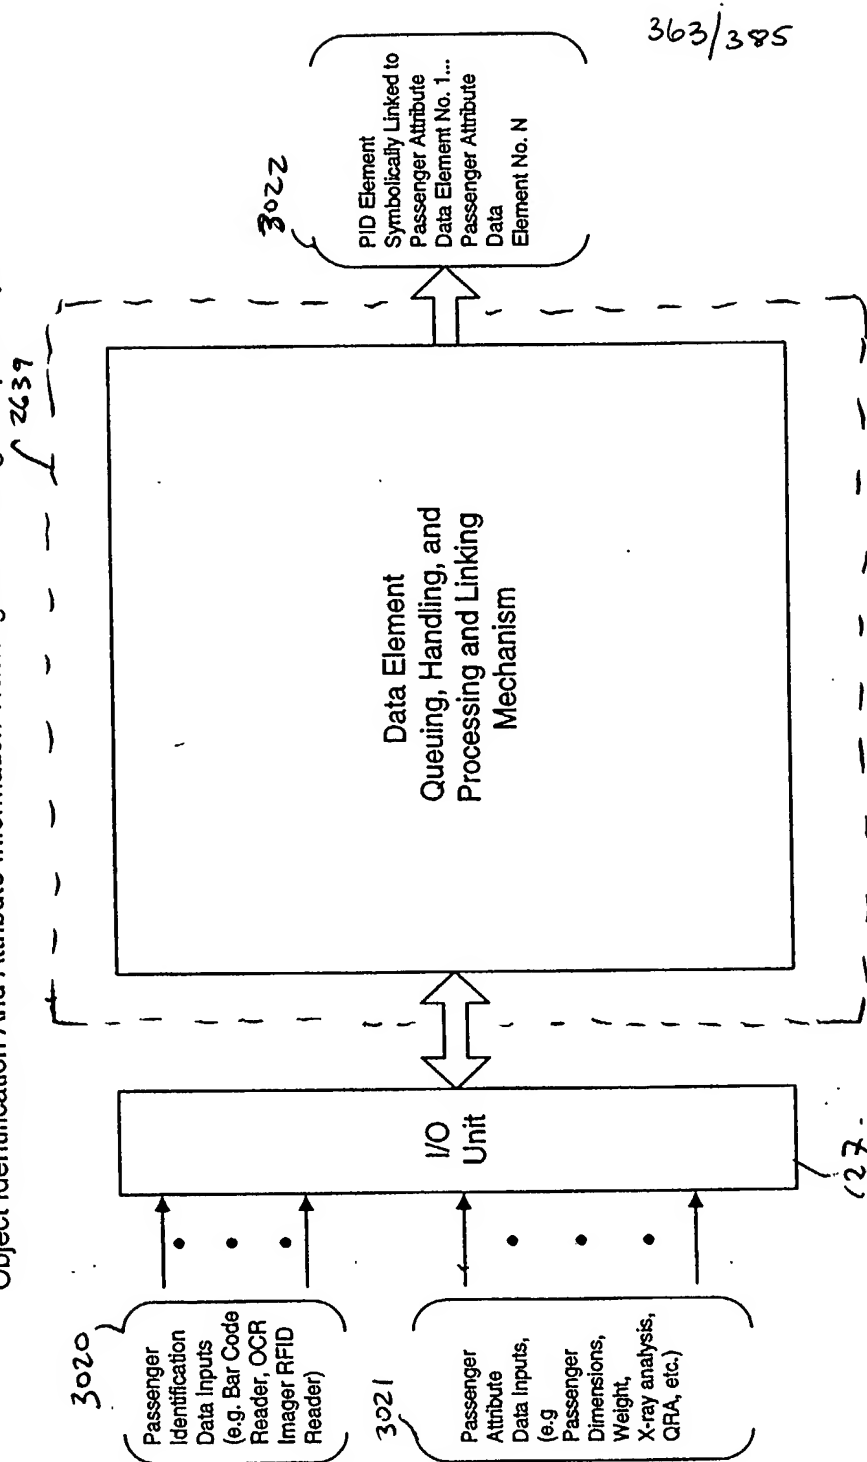 363/385
Object Identification And Attribute Information
2639
3020
Passenger
Identification
Data Inputs
(e.g. Bar Code
Reader, OCR
Imager RFID
Reader)
3021
Passenger
Attribute
Data Inputs,
(e.g
Passenger
Dimensions,
Weight,
X-ray analysis,
QRA, etc.)
I/O
Unit
Data Element
Queuing, Handling, and
Processing and Linking
Mechanism
3022
PID Element
Symbolically Linked to
Passenger Attribute
Data Element No. 1...
Passenger Attribute
Data
Element No. N